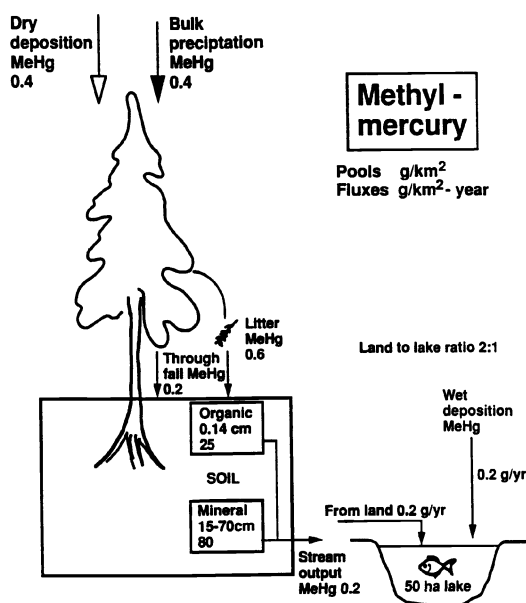 Dry
deposition
MeHg
0.4
Bulk
preciptation
MeHg
0.4
Methyl -
mercury
Pools g/km²
Fluxes g/km²- year
Litter
MeHg
0.6
Through
fall MeHg
0.2
Land to lake ratio 2:1
Wet
deposition
MeHg
0.2 g/yr
Organic
0.14 cm
25
SOIL
Mineral
15-70cm
80
From land 0.2 g/yr
Stream
output
MeHg 0.2
50 ha lake